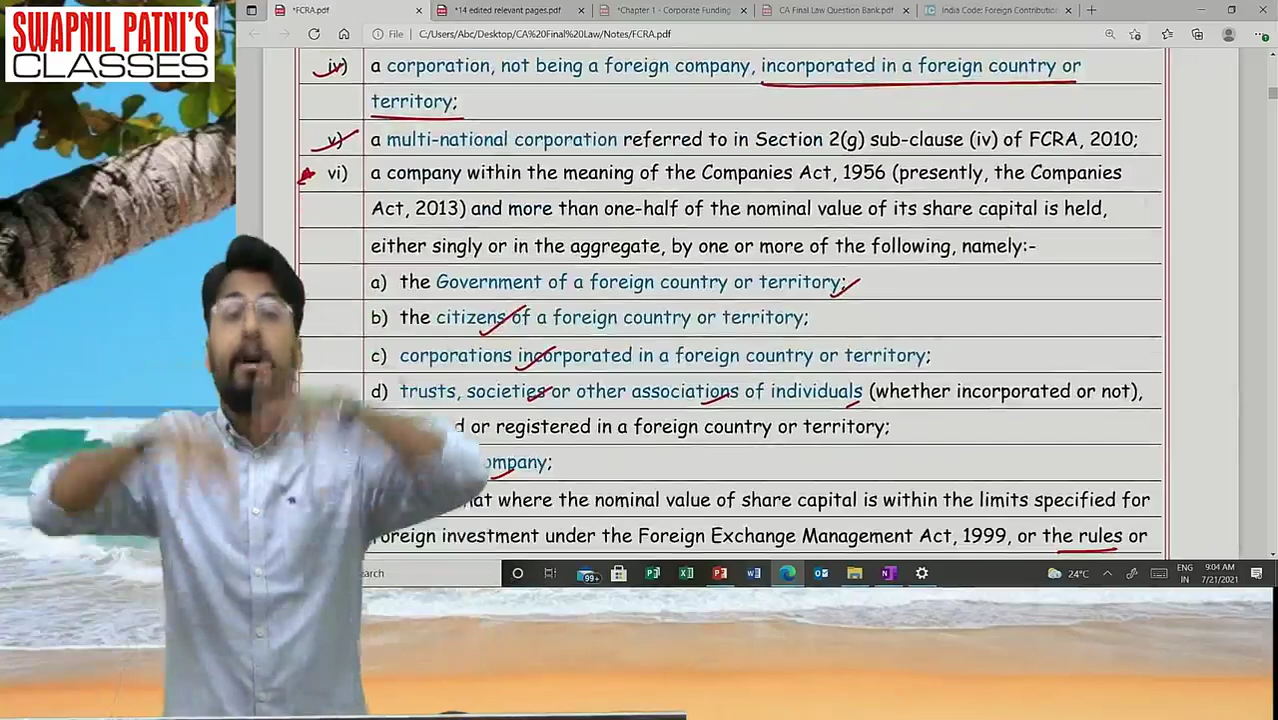 SWAPNIL PATNI'S
CLASSES
*FCRA.pdf
*14 edited relevant pages.pdf
*Chapter 1 - Corporate Funding
CA Final Law Question Bank.pdf
India Code: Foreign Contributio
File C:/Users/Abc/Desktop/CA%20Final%20Law/Notes/FCRA.pdf
iv) a corporation, not being a foreign company, incorporated in a foreign country or
territory;
v) a multi-national corporation referred to in Section 2(g) sub-clause (iv) of FCRA, 2010;
vi) a company within the meaning of the Companies Act, 1956 (presently, the Companies
Act, 2013) and more than one-half of the nominal value of its share capital is held,
either singly or in the aggregate, by one or more of the following, namely:-
a) the Government of a foreign country or territory;
b) the citizens of a foreign country or territory;
c) corporations incorporated in a foreign country or territory;
d) trusts, societies or other associations of individuals (whether incorporated or not),
or registered in a foreign country or territory;
where the nominal value of share capital is within the limits specified for
investment under the Foreign Exchange Management Act, 1999, or the rules or
99+
24°C
ENG
IN
9:04 AM
7/21/2021